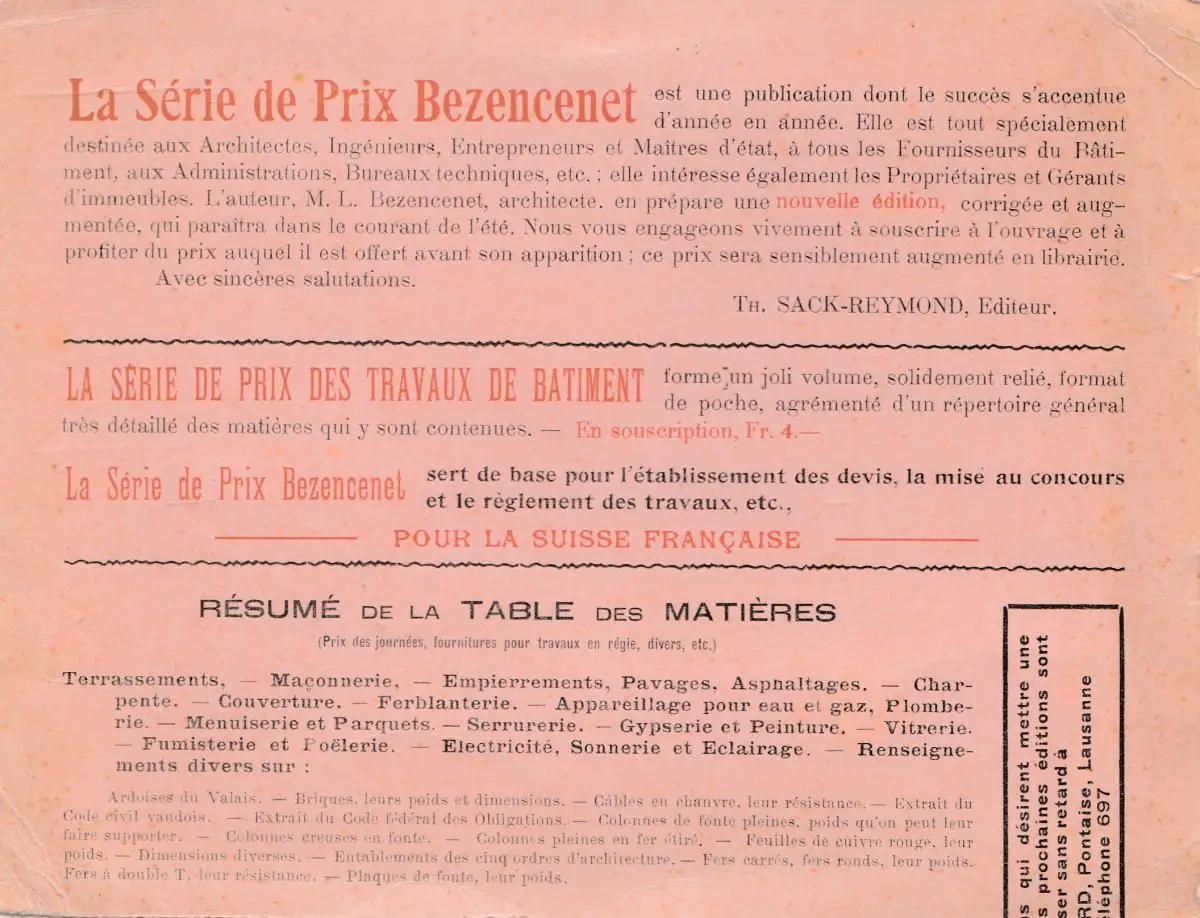 La Série de Prix Bezencenet est une publication dont le succès s'accentue
d'année en année. Elle est tout spécialement
destinée aux Architectes, Ingénieurs, Entrepreneurs et Maîtres d'état, à tous les Fournisseurs du Bâti-
ment, aux Administrations, Bureaux techniques, etc. ; elle intéresse également les Propriétaires et Gérants
d'immeubles. L'auteur, M. L. Bezencenet, architecte. en prépare une nouvelle édition, corrigée et aug-
mentée, qui paraîtra dans le courant de l'été. Nous vous engageons vivement à souscrire à l'ouvrage et à
profiter du prix auquel il est offert avant son apparition ; ce prix sera sensiblement augmenté en librairie.
Avec sincères salutations.
TH. SACK-REYMOND, Editeur.
LA SÉRIE DE PRIX DES TRAVAUX DE BATIMENT forme un joli volume, solidement relié, format
de poche, agrémenté d'un répertoire général
très détaillé des matières qui y sont contenues. — En souscription, Fr. 4.—
La Série de Prix Bezencenet sert de base pour l'établissement des devis, la mise au concours
et le règlement des travaux, etc.,
POUR LA SUISSE FRANÇAISE
RÉSUMÉ DE LA TABLE DES MATIÈRES
(Prix des journées, fournitures pour travaux en régie, divers, etc.)
Terrassements. — Maçonnerie. — Empierrements, Pavages, Asphaltages. — Char-
pente. — Couverture. — Ferblanterie. — Appareillage pour eau et gaz, Plombe-
rie. — Menuiserie et Parquets. — Serrurerie. — Gypserie et Peinture. — Vitrerie.
— Fumisterie et Poëlerie. — Electricité, Sonnerie et Eclairage. — Renseigne-
ments divers sur :
Ardoises du Valais. — Briques, leurs poids et dimensions. — Câbles en chanvre, leur résistance. — Extrait du
Code civil vaudois. — Extrait du Code fédéral des Obligations. — Colonnes de fonte pleines, poids qu'on peut leur
faire supporter. — Colonnes creuses en fonte. — Colonnes pleines en fer étiré. — Feuilles de cuivre rouge, leur
poids. — Dimensions diverses. — Entablements des cinq ordres d'architecture. — Fers carrés, fers ronds, leur poids.
Fers à double T, leur résistance. — Plaques de fonte, leur poids.
qui désirent mettre une
prochaines éditions sont
ser sans retard à
RD, Pontaise, Lausanne
léphone 697